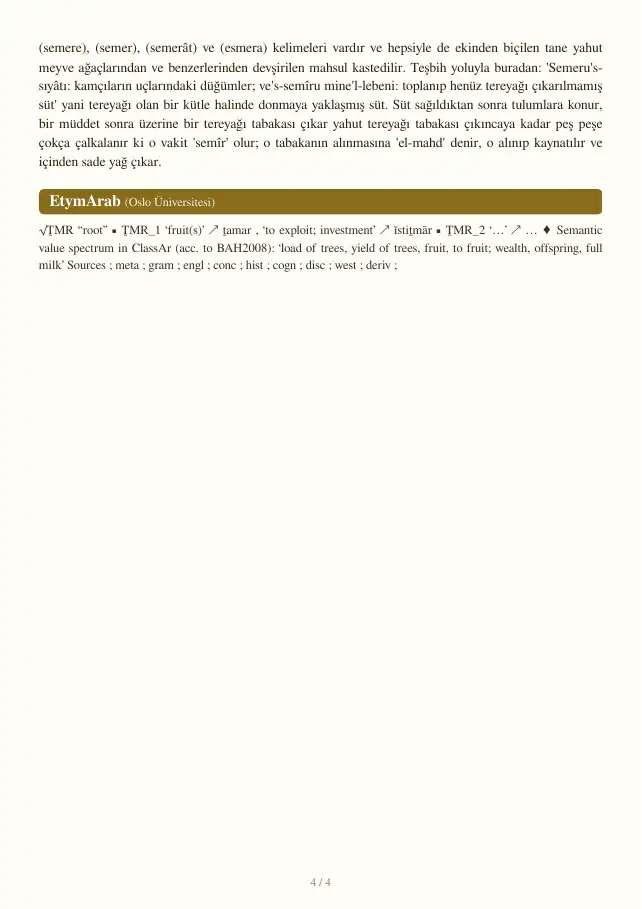 (semere), (semer), (semerât) ve (esmera) kelimeleri vardır ve hepsiyle de ekinden biçilen tane yahut
meyve ağaçlarından ve benzerlerinden devşirilen mahsul kastedilir. Teşbih yoluyla buradan: 'Semeru's-
sıyâtı: kamçıların uçlarındaki düğümler; ve's-semîru mine'l-lebeni: toplanıp henüz tereyağı çıkarılmamış
süt' yani tereyağı olan bir kütle halinde donmaya yaklaşmış süt. Süt sağıldıktan sonra tulumlara konur,
bir müddet sonra üzerine bir tereyağı tabakası çıkar yahut tereyağı tabakası çıkıncaya kadar peş peşe
çokça çalkalanır ki o vakit 'semîr' olur; o tabakanın alınmasına 'el-mahd' denir, o alınıp kaynatılır ve
içinden sade yağ çıkar.
EtymArab (Oslo Üniversitesi)
√ṮMR “root” ▪ ṮMR_1 ‘fruit(s)’ ↗ ṯamar , ‘to exploit; investment’ ↗ ĭstiṯmār ▪ ṮMR_2 ‘…’ ↗ … ♦ Semantic
value spectrum in ClassAr (acc. to BAH2008): ‘load of trees, yield of trees, fruit, to fruit; wealth, offspring, full
milk’ Sources ; meta ; gram ; engl ; conc ; hist ; cogn ; disc ; west ; deriv ;
4 / 4